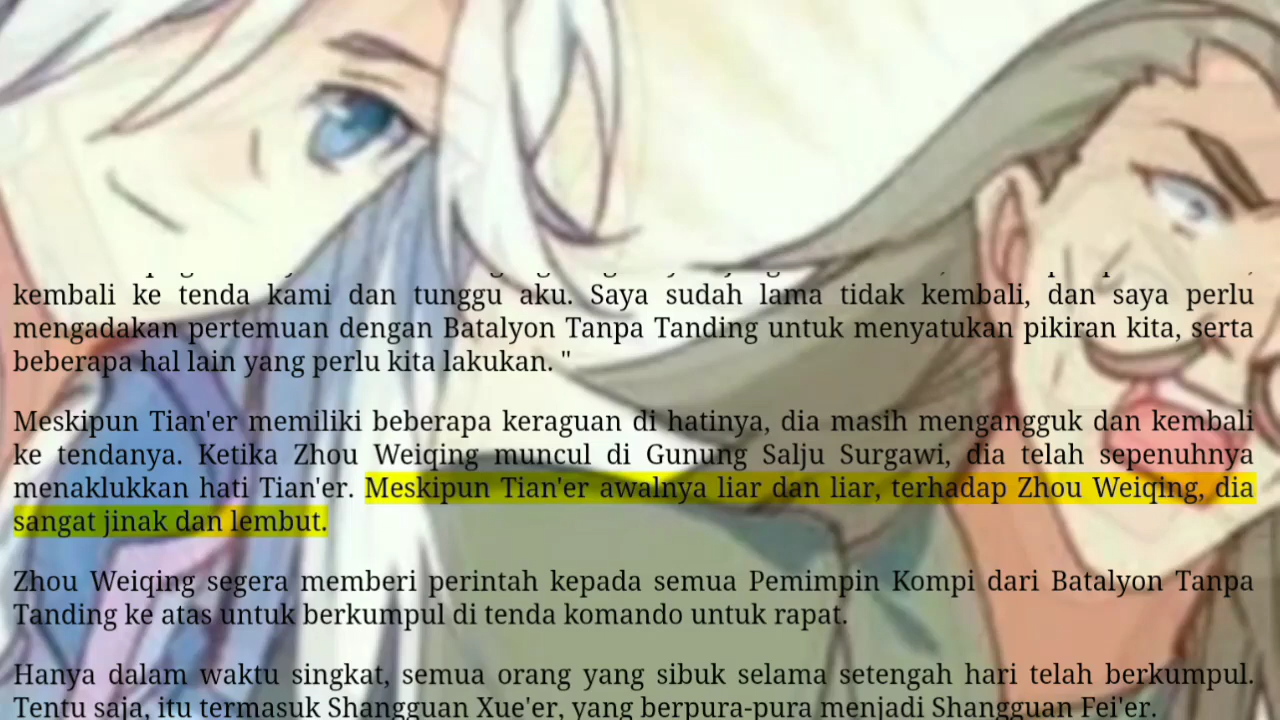 kembali ke tenda kami dan tunggu aku. Saya sudah lama tidak kembali, dan saya perlu
mengadakan pertemuan dengan Batalyon Tanpa Tanding untuk menyatukan pikiran kita, serta
beberapa hal lain yang perlu kita lakukan. "
Meskipun Tian'er memiliki beberapa keraguan di hatinya, dia masih mengangguk dan kembali
ke tendanya. Ketika Zhou Weiqing muncul di Gunung Salju Surgawi, dia telah sepenuhnya
menaklukkan hati Tian'er. Meskipun Tian'er awalnya liar dan liar, terhadap Zhou Weiqing, dia
sangat jinak dan lembut.
Zhou Weiqing segera memberi perintah kepada semua Pemimpin Kompi dari Batalyon Tanpa
Tanding ke atas untuk berkumpul di tenda komando untuk rapat.
Hanya dalam waktu singkat, semua orang yang sibuk selama setengah hari telah berkumpul.
Tentu saja, itu termasuk Shangguan Xue'er, yang berpura-pura menjadi Shangguan Fei'er.